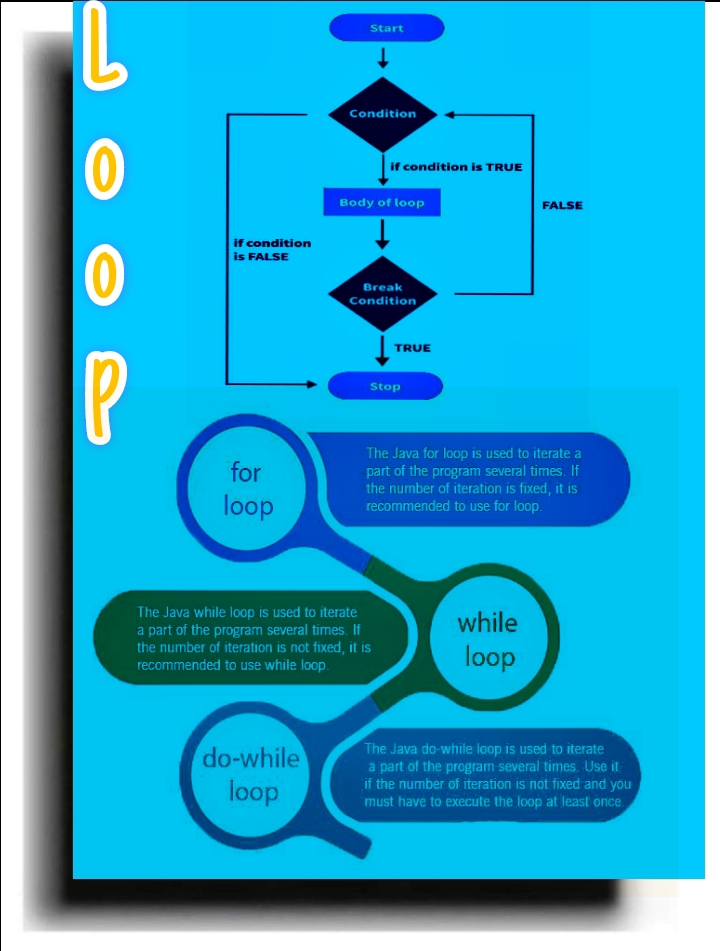 L
o
o
p
Start
Condition
if condition is TRUE
Body of loop
FALSE
if condition
is FALSE
Break
Condition
TRUE
Stop
for
loop
The Java for loop is used to iterate a
part of the program several times. If
the number of iteration is fixed, it is
recommended to use for loop.
The Java while loop is used to iterate
a part of the program several times. If
the number of iteration is not fixed, it is
recommended to use while loop.
while
loop
do-while
loop
The Java do-while loop is used to iterate
a part of the program several times. Use it
if the number of iteration is not fixed and you
must have to execute the loop at least once.